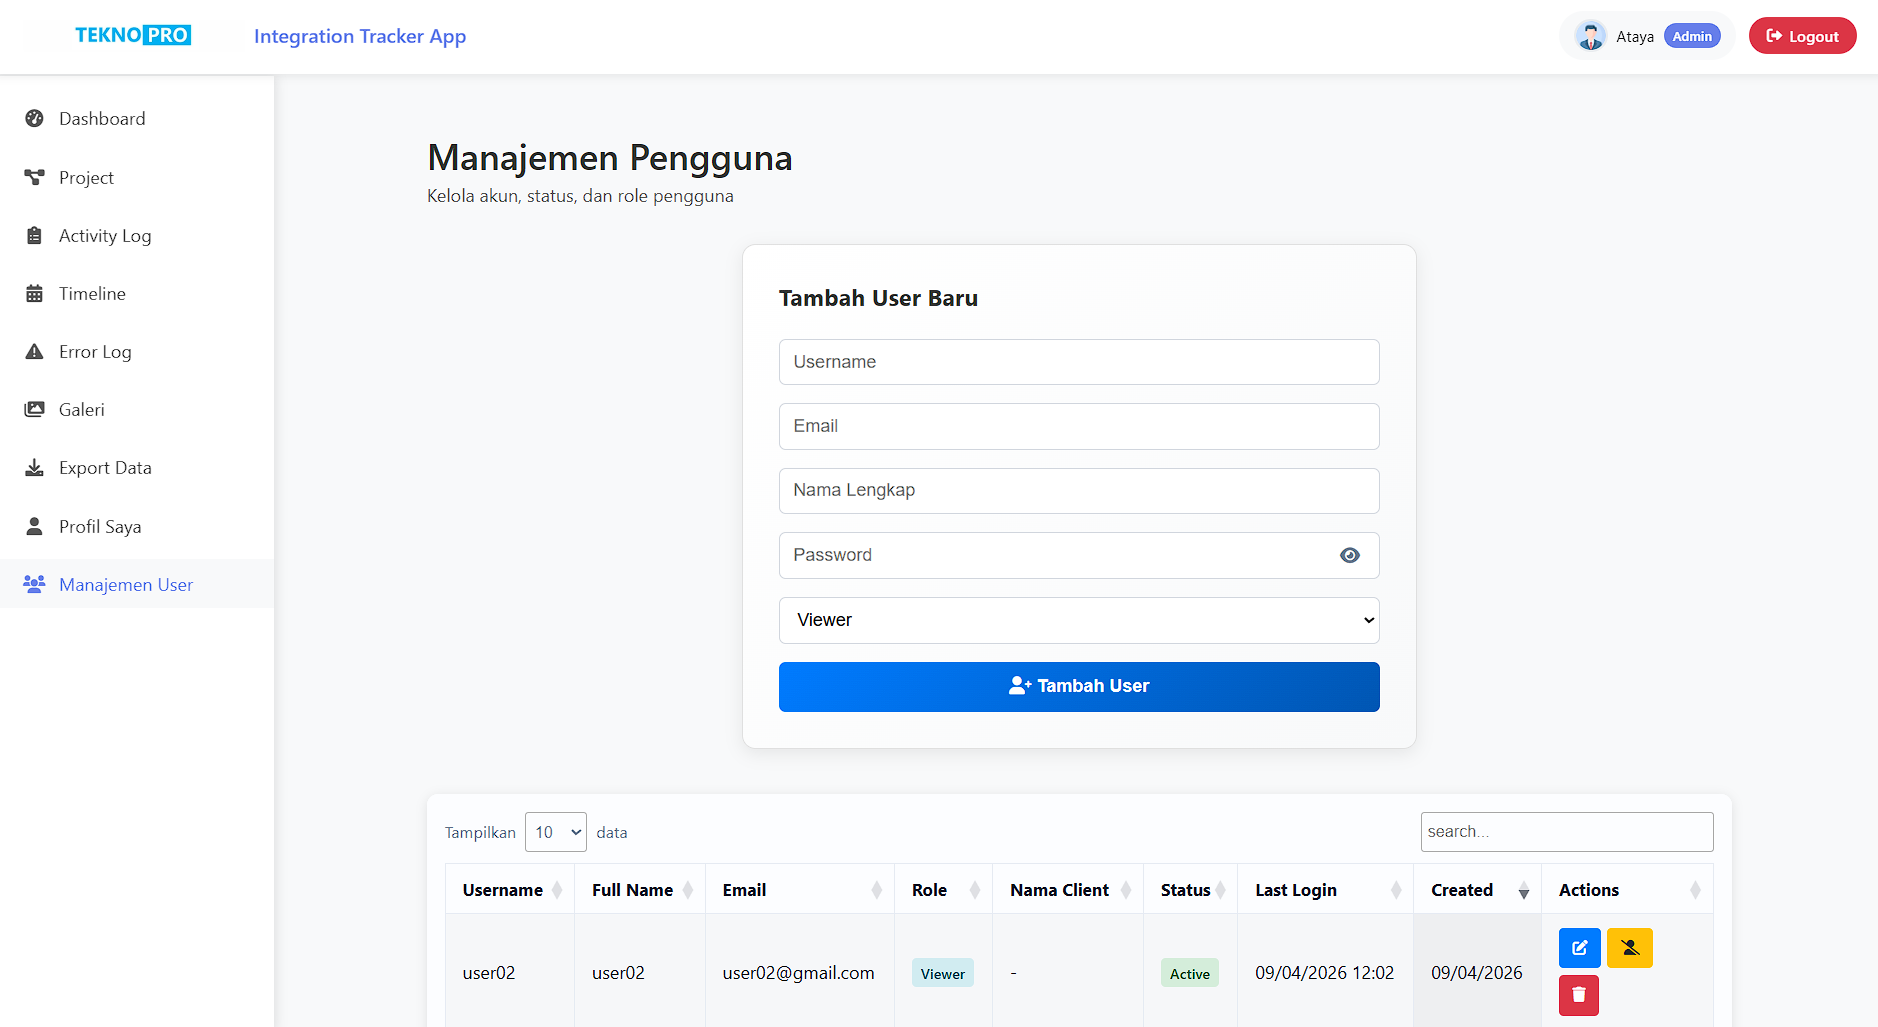 TEKNOPRO
Integration Tracker App
Ataya
Admin
Logout
Dashboard
Project
Activity Log
Timeline
Error Log
Galeri
Export Data
Profil Saya
Manajemen User
Manajemen Pengguna
Kelola akun, status, dan role pengguna
Tambah User Baru
Username
Email
Nama Lengkap
Password
Viewer
Tambah User
Tampilkan 10 data
search...
Username Full Name Email Role Nama Client Status Last Login Created Actions
user02 user02 user02@gmail.com Viewer - Active 09/04/2026 12:02 09/04/2026